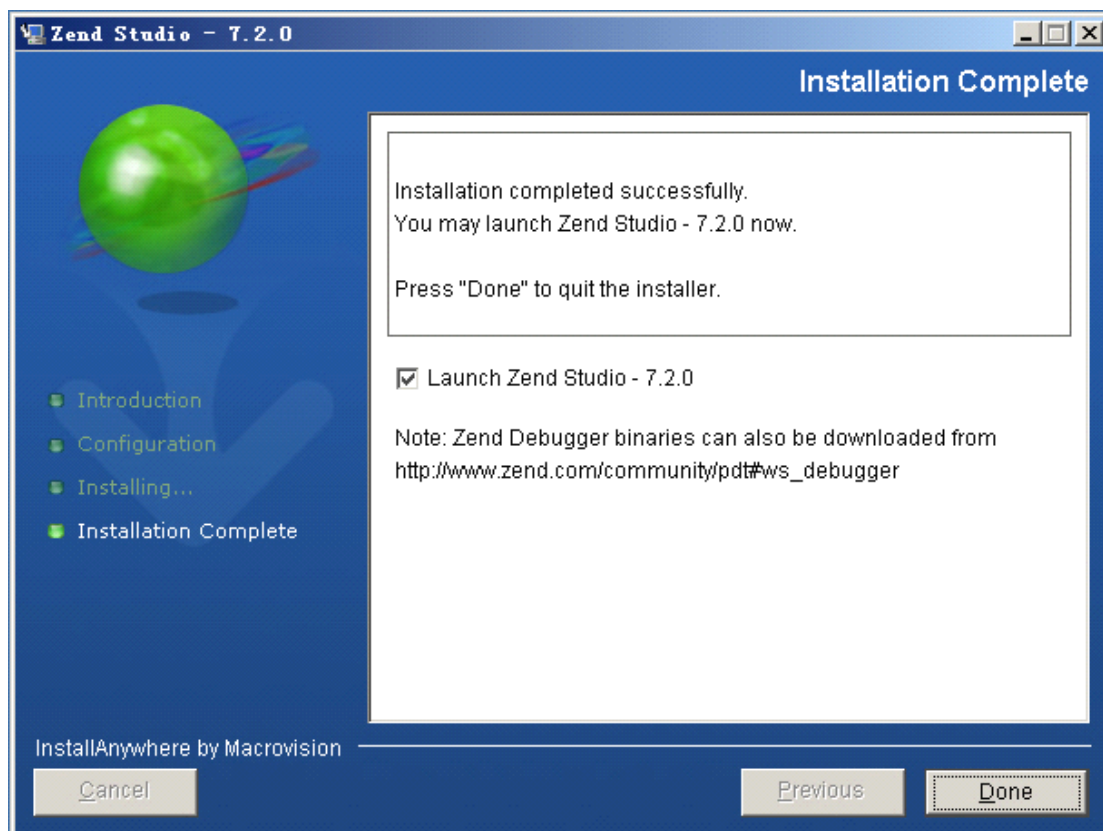 Zend Studio - 7.2.0
Installation Complete
Installation completed successfully.
You may launch Zend Studio - 7.2.0 now.
Press "Done" to quit the installer.
Launch Zend Studio - 7.2.0
Note: Zend Debugger binaries can also be downloaded from
http://www.zend.com/community/pdt#ws_debugger
Introduction
Configuration
Installing...
Installation Complete
InstallAnywhere by Macrovision
Cancel
Previous
Done